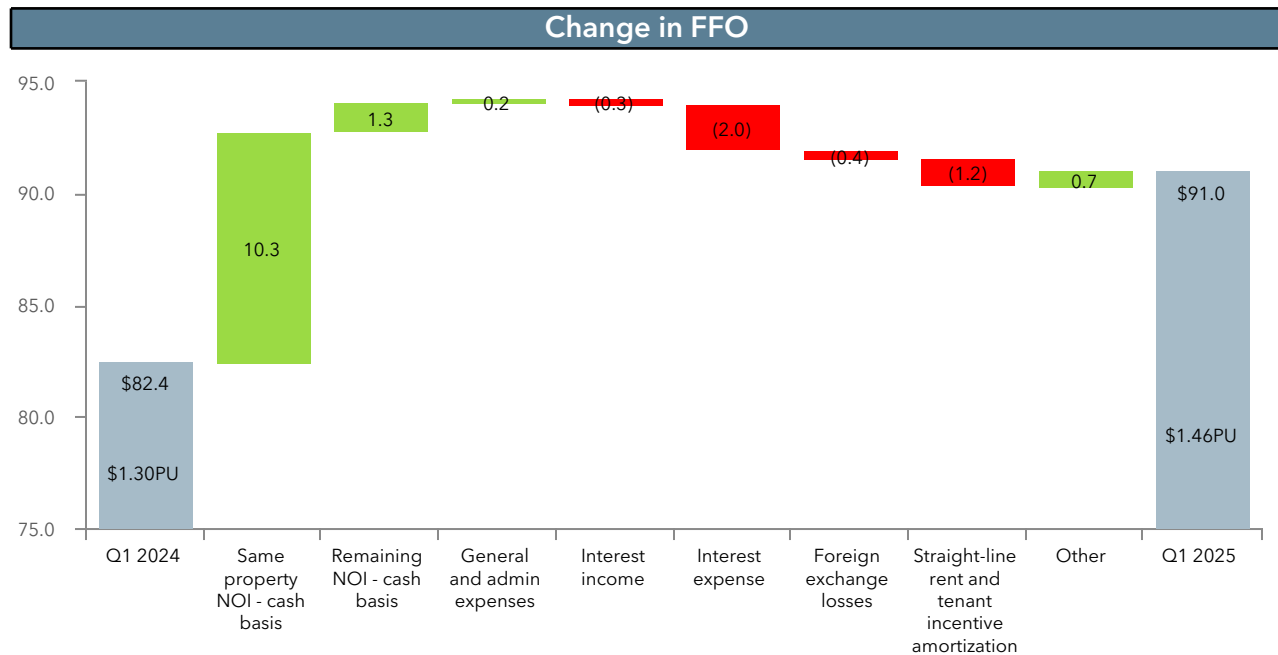 Change in FFO
95.0
90.0
85.0
80.0
75.0
$82.4
$1.30PU
10.3
1.3
0.2
(0.3)
(2.0)
(0.4)
(1.2)
0.7
$91.0
$1.46PU
Q1 2024
Same
property
NOI - cash
basis
Remaining
NOI - cash
basis
General
and admin
expenses
Interest
income
Interest
expense
Foreign
exchange
losses
Straight-line
rent and
tenant
incentive
amortization
Other
Q1 2025